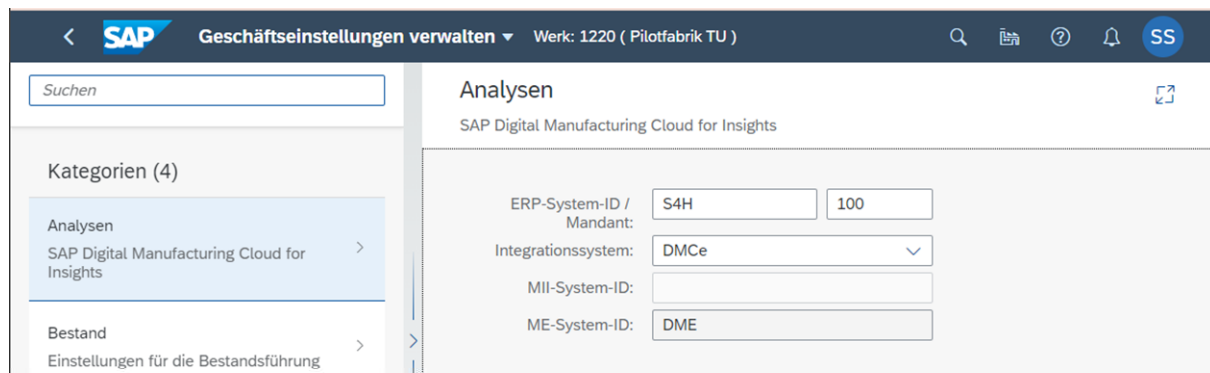 SAP Geschäftseinstellungen verwalten Werk: 1220 ( Pilotfabrik TU ) SS
Suchen
Kategorien (4)
Analysen
SAP Digital Manufacturing Cloud for
Insights
Bestand
Einstellungen für die Bestandsführung
Analysen
SAP Digital Manufacturing Cloud for Insights
ERP-System-ID / S4H 100
Mandant:
Integrationssystem: DMCe
MII-System-ID:
ME-System-ID: DME